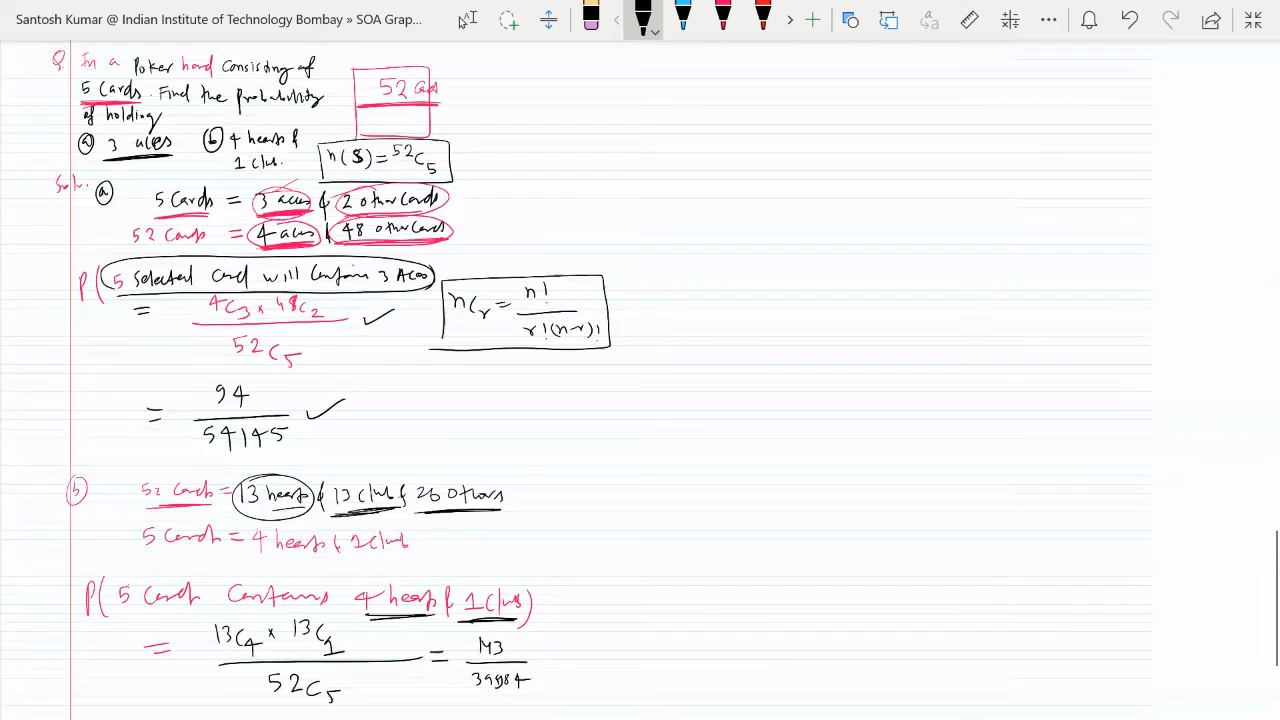 Santosh Kumar @ Indian Institute of Technology Bombay » SOA Grap...
Q. In a Poker hand consisting of
5 Cards. Find the probability
of holding
(a) 3 aces (b) 4 hearts &
1 club.
52 Cards
n(S) = 52C5
Soln. (a) 5 Cards = 3 aces & 2 other Cards
52 Cards = 4 aces & 48 other Cards
P(5 selected Card will Contain 3 Aces)
= 4C3 × 48C2 / 52C5
nCr = n! / r!(n-r)!
= 94 / 54145
(b) 52 Cards = 13 hearts & 13 Club & 26 Others
5 Cards = 4 hearts & 1 Club
P(5 Card Contains 4 hearts & 1 Club)
= 13C4 × 13C1 / 52C5 = 143 / 39984